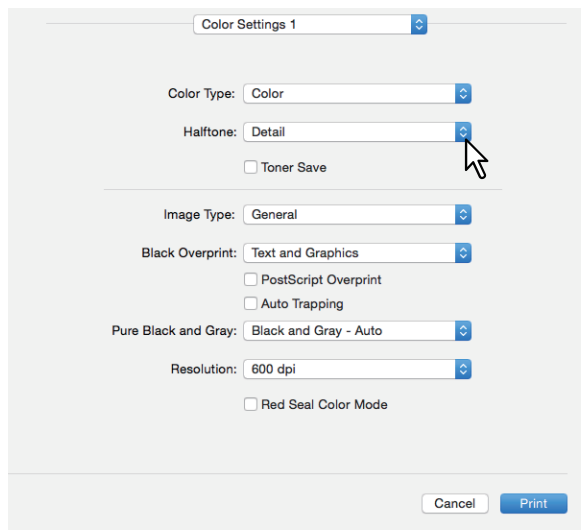 Color Settings 1
Color Type: Color
Halftone: Detail
Toner Save
Image Type: General
Black Overprint: Text and Graphics
PostScript Overprint
Auto Trapping
Pure Black and Gray: Black and Gray - Auto
Resolution: 600 dpi
Red Seal Color Mode
Cancel Print